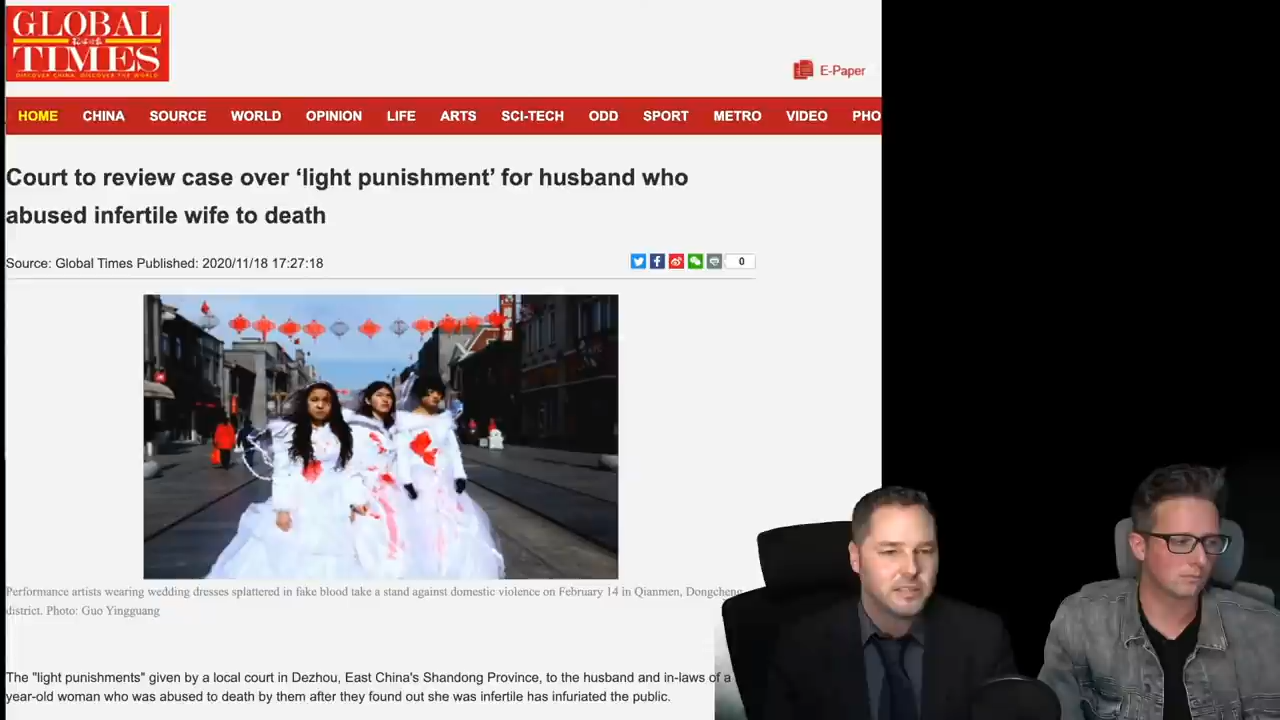 GLOBAL
TIMES
DISCOVER CHINA, DISCOVER THE WORLD
E-Paper
HOME CHINA SOURCE WORLD OPINION LIFE ARTS SCI-TECH ODD SPORT METRO VIDEO PHO
Court to review case over ‘light punishment’ for husband who
abused infertile wife to death
Source: Global Times Published: 2020/11/18 17:27:18
0
Performance artists wearing wedding dresses splattered in fake blood take a stand against domestic violence on February 14 in Qianmen, Dongcheng
district. Photo: Guo Yingguang
The "light punishments" given by a local court in Dezhou, East China's Shandong Province, to the husband and in-laws of a
year-old woman who was abused to death by them after they found out she was infertile has infuriated the public.